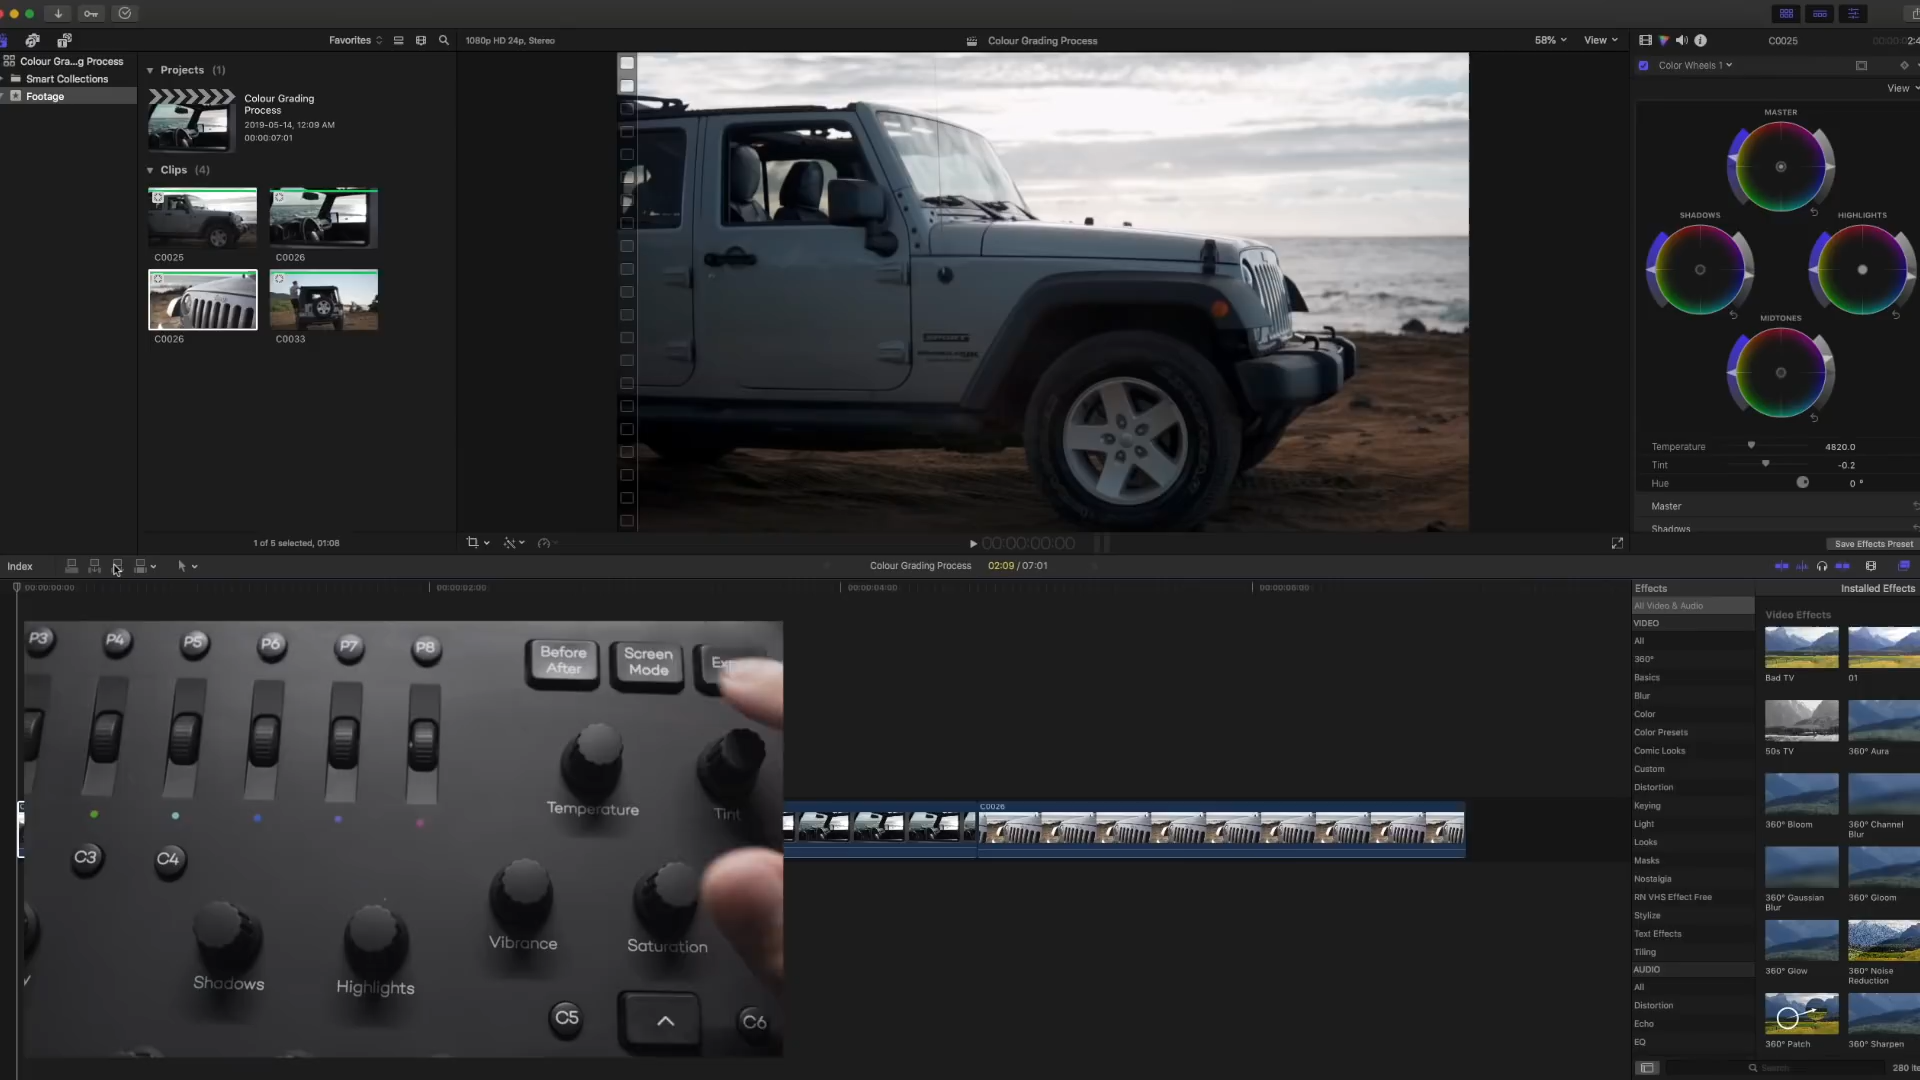 Favorites
1080p HD 24p, Stereo
Colour Grading Process
58%
View
C0025
Colour Gra...g Process
Smart Collections
Footage
Projects (1)
Colour Grading
Process
2019-05-14, 12:09 AM
00:00:07:01
Clips (4)
C0025
C0026
C0026
C0033
1 of 5 selected, 01:08
00:00:00:00
Color Wheels 1
View
MASTER
SHADOWS
HIGHLIGHTS
MIDTONES
Temperature 4820.0
Tint -0.2
Hue 0 °
Master
Shadows
Save Effects Preset
Index
Colour Grading Process 02:09 / 07:01
00:00:00:00
00:00:02:00
00:00:04:00
00:00:06:00
P3
P4
P5
P6
P7
P8
Before
After
Screen
Mode
Temperature
Tint
C3
C4
Vibrance
Saturation
Shadows
Highlights
C5
C6
C0026
Effects
Installed Effects
All Video & Audio
VIDEO
All
360°
Basics
Blur
Color
Color Presets
Comic Looks
Custom
Distortion
Keying
Light
Looks
Masks
Nostalgia
RN VHS Effect Free
Stylize
Text Effects
Tiling
AUDIO
All
Distortion
Echo
EQ
Video Effects
Bad TV
01
50s TV
360° Aura
360° Bloom
360° Channel
Blur
360° Gaussian
Blur
360° Gloom
360° Glow
360° Noise
Reduction
360° Patch
360° Sharpen
Search